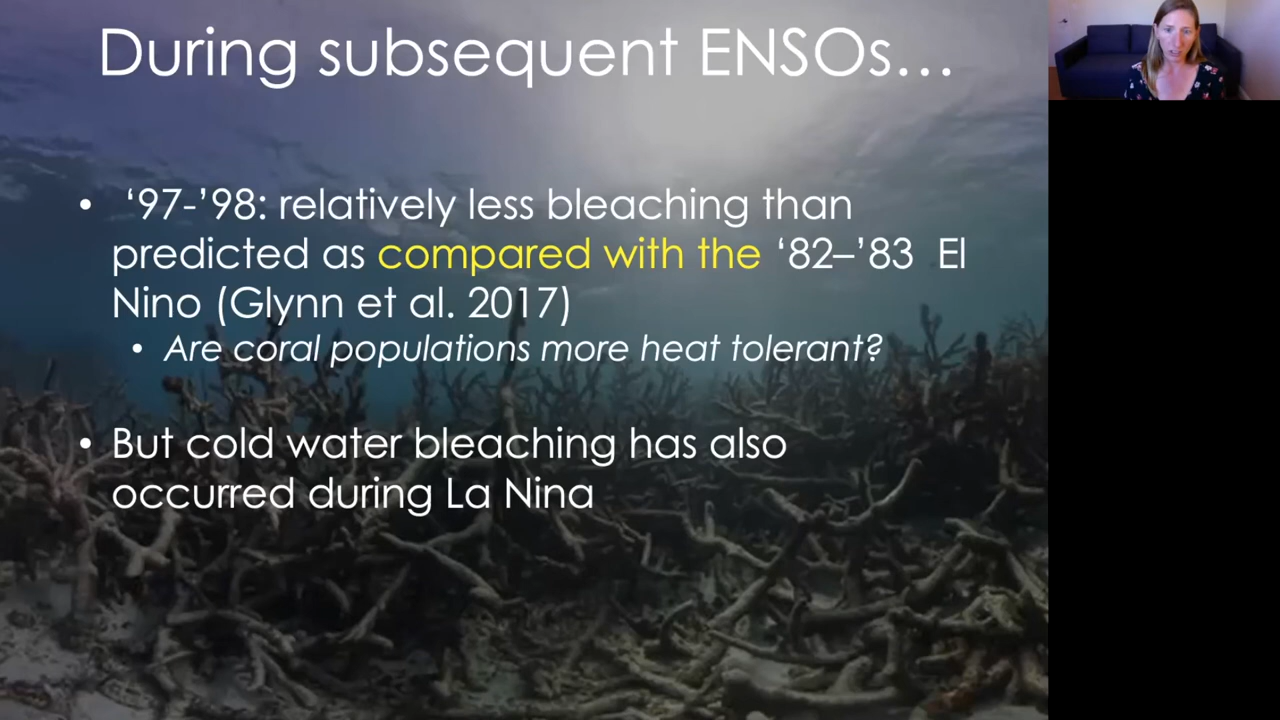 During subsequent ENSOs…
• ‘97-’98: relatively less bleaching than
predicted as compared with the ‘82–’83 El
Nino (Glynn et al. 2017)
• Are coral populations more heat tolerant?
• But cold water bleaching has also
occurred during La Nina